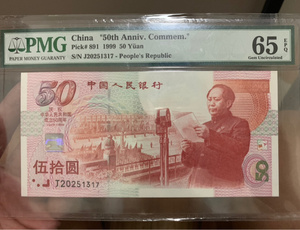 PMG
PAPER MONEY GUARANTY
China "50th Anniv. Commem."
Pick# 891 1999 50 Yüan
S/N J20251317 - People's Republic
65 EPQ
Gem Uncirculated
50
中国人民银行
伍拾圆
J20251317
50